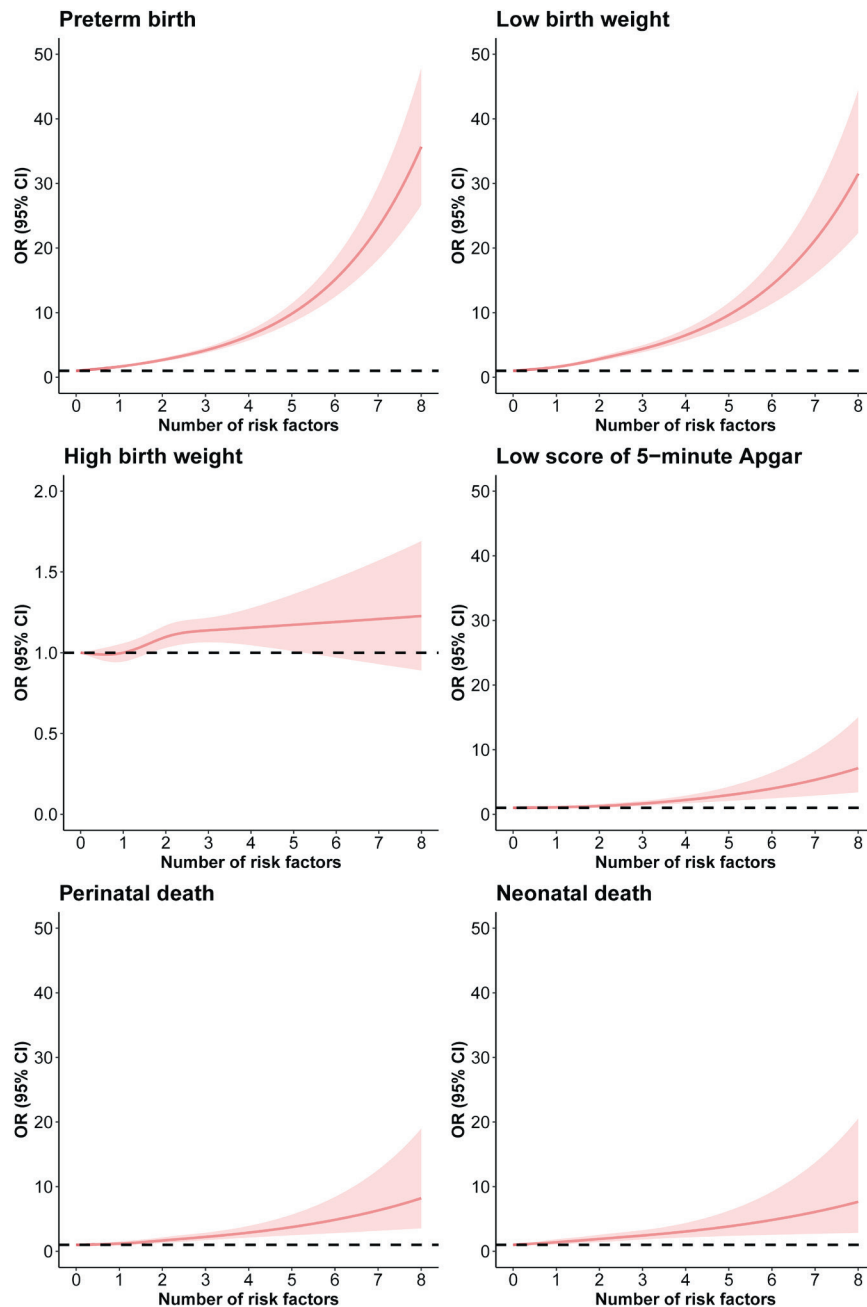 Preterm birth
50
40
30
20
10
0
OR (95% CI)
0 1 2 3 4 5 6 7 8
Number of risk factors
Low birth weight
50
40
30
20
10
0
OR (95% CI)
0 1 2 3 4 5 6 7 8
Number of risk factors
High birth weight
2.0
1.5
1.0
0.5
0.0
OR (95% CI)
0 1 2 3 4 5 6 7 8
Number of risk factors
Low score of 5−minute Apgar
50
40
30
20
10
0
OR (95% CI)
0 1 2 3 4 5 6 7 8
Number of risk factors
Perinatal death
50
40
30
20
10
0
OR (95% CI)
0 1 2 3 4 5 6 7 8
Number of risk factors
Neonatal death
50
40
30
20
10
0
OR (95% CI)
0 1 2 3 4 5 6 7 8
Number of risk factors